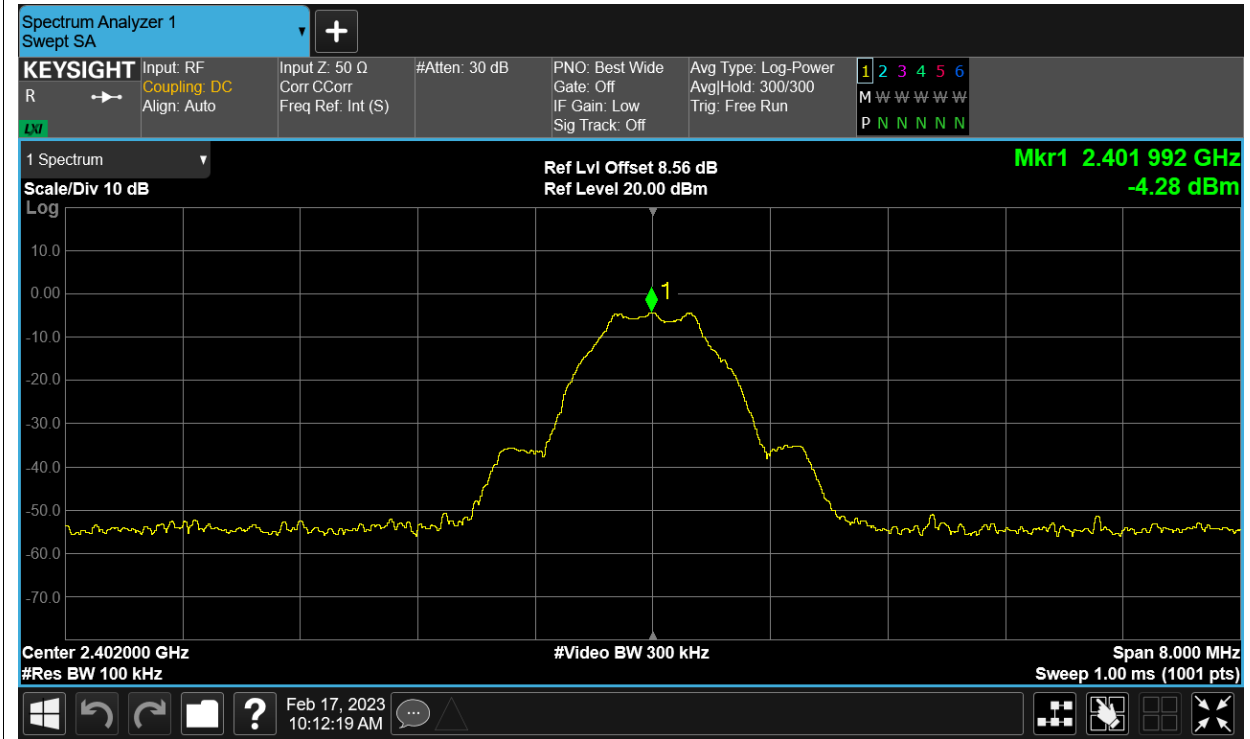 Spectrum Analyzer 1
Swept SA
KEYSIGHT
R
LXI
Input: RF
Coupling: DC
Align: Auto
Input Z: 50 Ω
Corr CCorr
Freq Ref: Int (S)
#Atten: 30 dB
PNO: Best Wide
Gate: Off
IF Gain: Low
Sig Track: Off
Avg Type: Log-Power
Avg|Hold: 300/300
Trig: Free Run
1 2 3 4 5 6
M W W W W W W
P N N N N N N
1 Spectrum
Scale/Div 10 dB
Log
Ref Lvl Offset 8.56 dB
Ref Level 20.00 dBm
Mkr1 2.401 992 GHz
-4.28 dBm
10.0
0.00
1
-10.0
-20.0
-30.0
-40.0
-50.0
-60.0
-70.0
Center 2.402000 GHz
#Res BW 100 kHz
#Video BW 300 kHz
Span 8.000 MHz
Sweep 1.00 ms (1001 pts)
?
Feb 17, 2023
10:12:19 AM